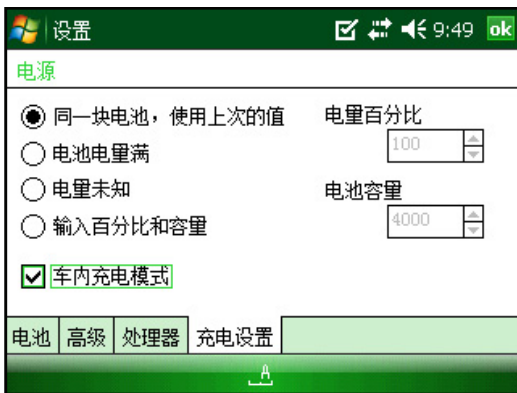 设置 9:49 ok
电源
同一块电池，使用上次的值
电池电量满
电量未知
输入百分比和容量
电量百分比
100
电池容量
4000
车内充电模式
电池 高级 处理器 充电设置